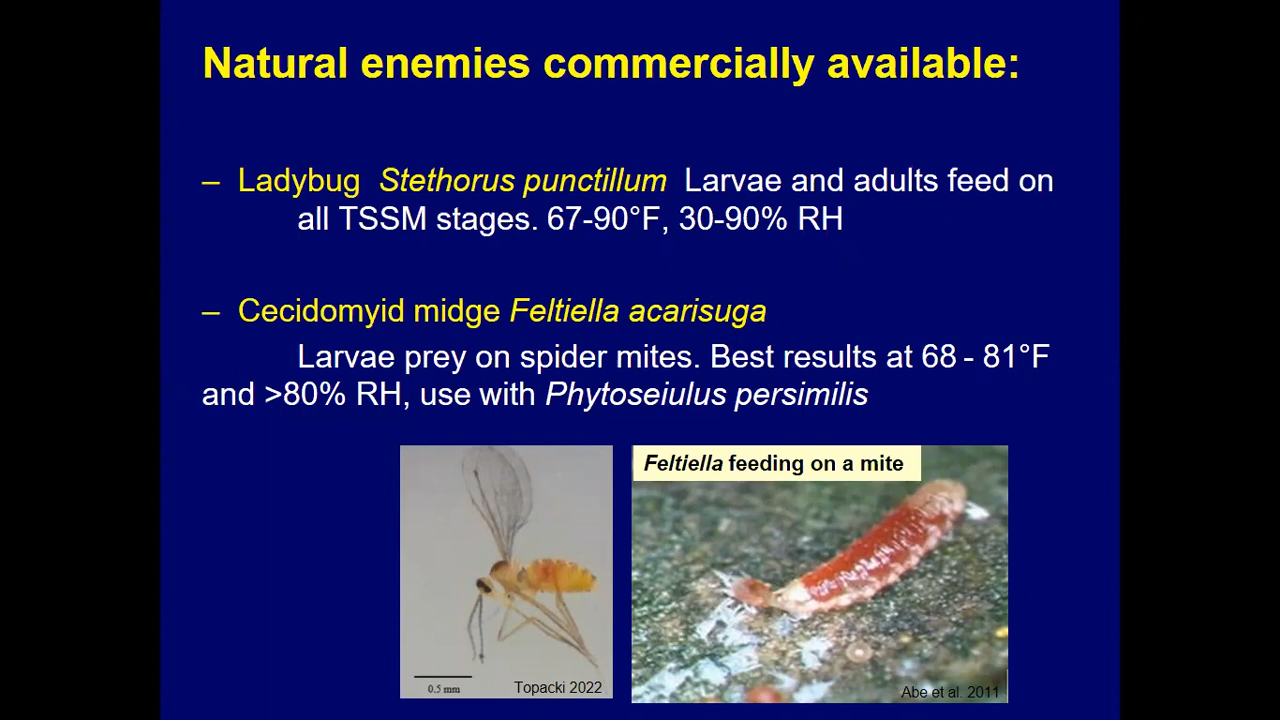 Natural enemies commercially available:
– Ladybug Stethorus punctillum Larvae and adults feed on
all TSSM stages. 67-90°F, 30-90% RH
– Cecidomyid midge Feltiella acarisuga
Larvae prey on spider mites. Best results at 68 - 81°F
and >80% RH, use with Phytoseiulus persimilis
Feltiella feeding on a mite
0.5 mm
Topacki 2022
Abe et al. 2011